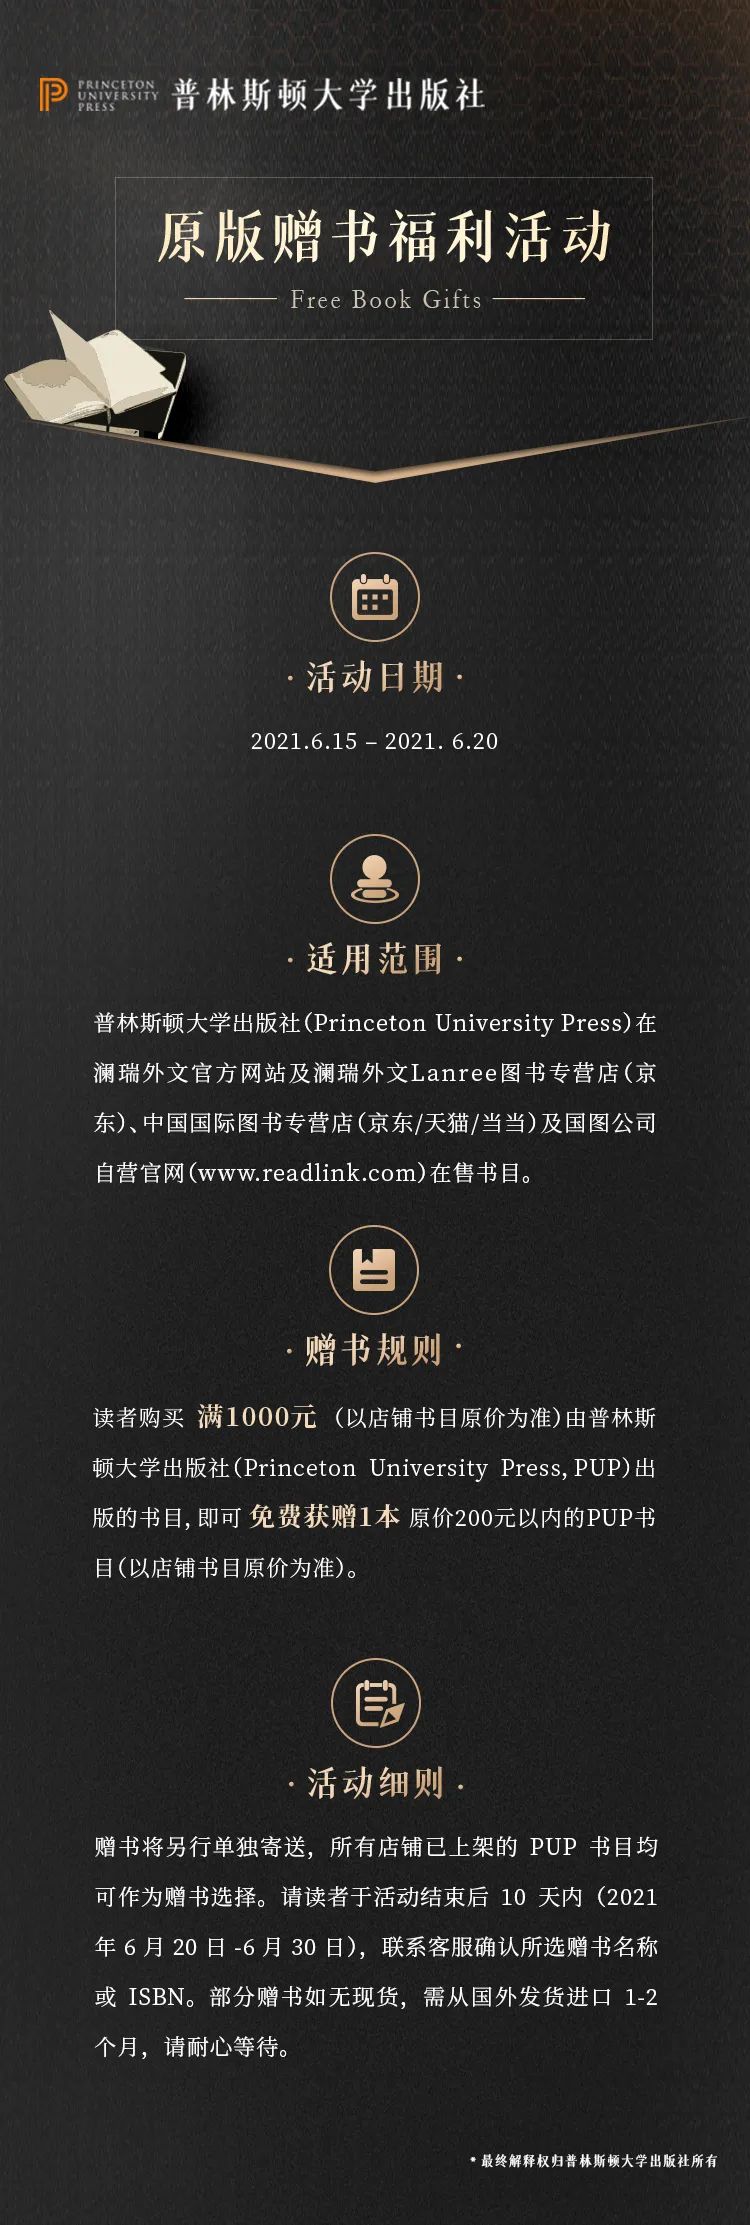 PRINCETON
UNIVERSITY
PRESS
普林斯顿大学出版社
原版赠书福利活动
Free Book Gifts
· 活动日期 ·
2021.6.15 – 2021. 6.20
· 适用范围 ·
普林斯顿大学出版社(Princeton University Press)在
澜瑞外文官方网站及澜瑞外文Lanree图书专营店(京
东)、中国国际图书专营店(京东/天猫/当当)及国图公司
自营官网(www.readlink.com)在售书目。
· 赠书规则 ·
读者购买 满1000元 (以店铺书目原价为准)由普林斯
顿大学出版社(Princeton University Press, PUP)出
版的书目, 即可 免费获赠1本 原价200元以内的PUP书
目(以店铺书目原价为准)。
· 活动细则 ·
赠书将另行单独寄送，所有店铺已上架的 PUP 书目均
可作为赠书选择。请读者于活动结束后 10 天内（2021
年 6 月 20 日 -6 月 30 日），联系客服确认所选赠书名称
或 ISBN。部分赠书如无现货，需从国外发货进口 1-2
个月，请耐心等待。
* 最终解释权归普林斯顿大学出版社所有